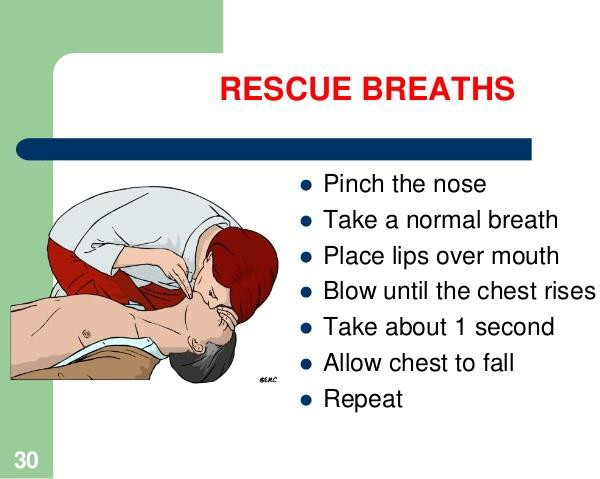 RESCUE BREATHS
Pinch the nose
Take a normal breath
Place lips over mouth
Blow until the chest rises
Take about 1 second
Allow chest to fall
Repeat
30